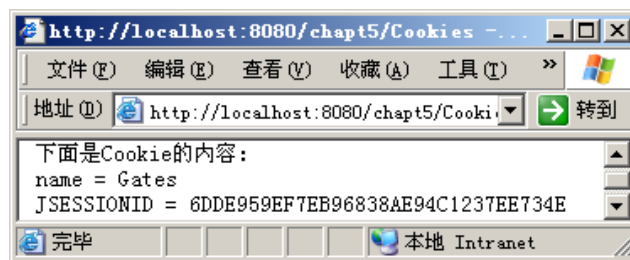 http://localhost:8080/chapt5/Cookies -...
文件(F) 编辑(E) 查看(V) 收藏(A) 工具(T) »
地址(D) http://localhost:8080/chapt5/Cooki 转到
下面是Cookie的内容:
name = Gates
JSESSIONID = 6DDE959EF7EB96838AE94C1237EE734E
完毕 本地 Intranet